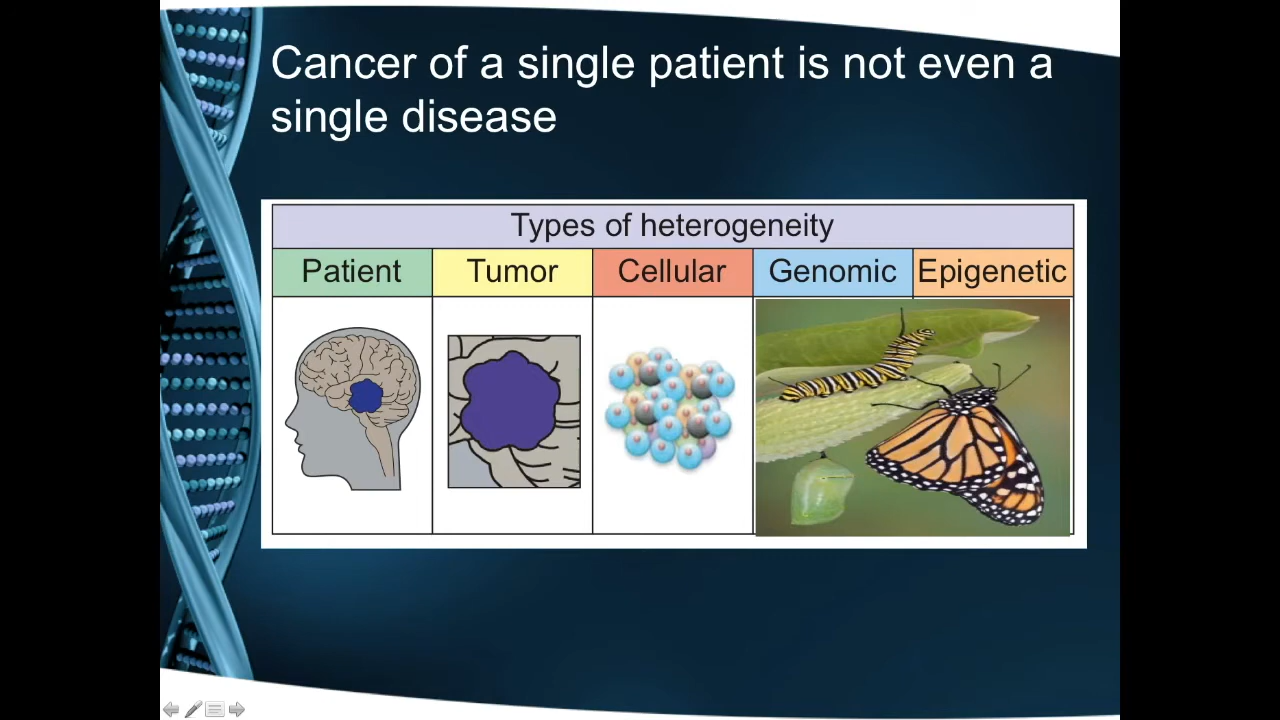 Cancer of a single patient is not even a
single disease
Types of heterogeneity
Patient Tumor Cellular Genomic Epigenetic